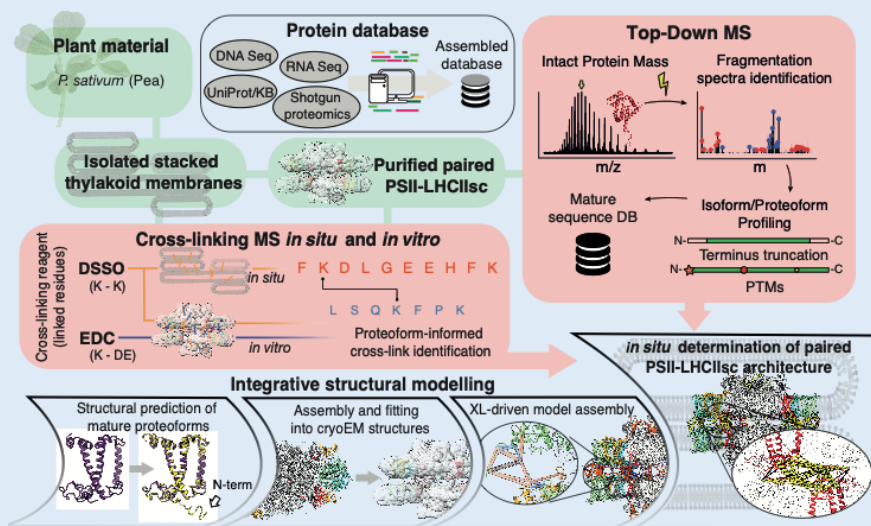 Plant material
P. sativum (Pea)
Protein database
DNA Seq
RNA Seq
UniProt/KB
Shotgun
proteomics
Assembled
database
Top-Down MS
Intact Protein Mass
Fragmentation
spectra identification
m/z
m
Isolated stacked
thylakoid membranes
Purified paired
PSII-LHCIIsc
Mature
sequence DB
Isoform/Proteoform
Profiling
N-
-C
Terminus truncation
N-
-C
PTMs
Cross-linking MS in situ and in vitro
Cross-linking reagent
(linked residues)
DSSO
(K - K)
in situ
F K D L G E E H F K
L S Q K F P K
EDC
(K - DE)
in vitro
Proteoform-informed
cross-link identification
Integrative structural modelling
Structural prediction of
mature proteoforms
N-term
Assembly and fitting
into cryoEM structures
XL-driven model assembly
in situ determination of paired
PSII-LHCIIsc architecture